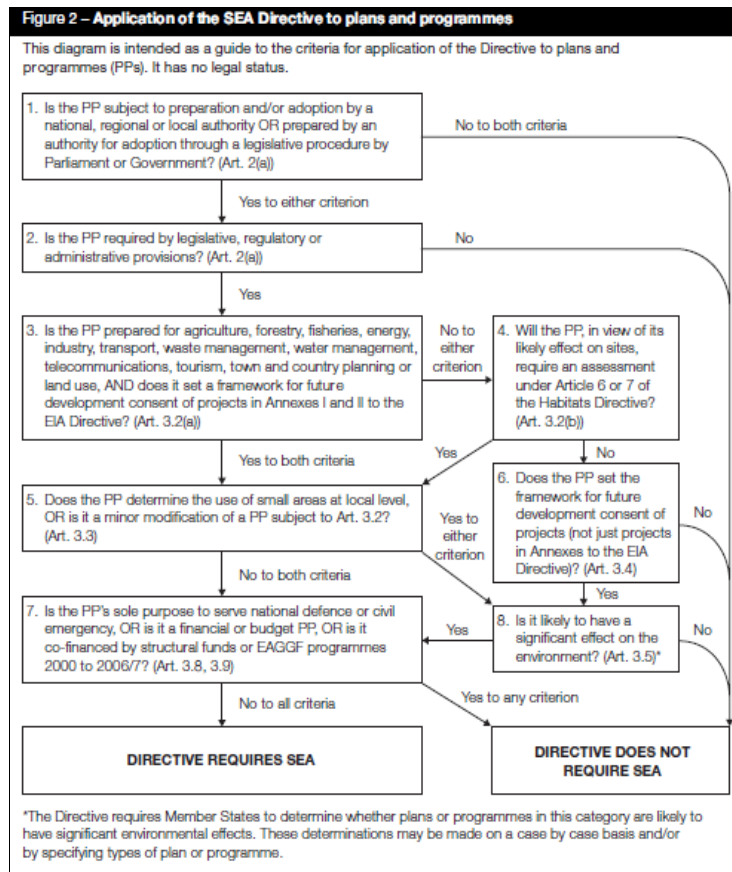 Figure 2 – Application of the SEA Directive to plans and programmes
This diagram is intended as a guide to the criteria for application of the Directive to plans and
programmes (PPs). It has no legal status.
1. Is the PP subject to preparation and/or adoption by a
national, regional or local authority OR prepared by an
authority for adoption through a legislative procedure by
Parliament or Government? (Art. 2(a))
No to both criteria
Yes to either criterion
2. Is the PP required by legislative, regulatory or
administrative provisions? (Art. 2(a))
No
Yes
3. Is the PP prepared for agriculture, forestry, fisheries, energy,
industry, transport, waste management, water management,
telecommunications, tourism, town and country planning or
land use, AND does it set a framework for future
development consent of projects in Annexes I and II to the
EIA Directive? (Art. 3.2(a))
No to
either
criterion
4. Will the PP, in view of its
likely effect on sites,
require an assessment
under Article 6 or 7 of
the Habitats Directive?
(Art. 3.2(b))
Yes to both criteria
Yes
No
5. Does the PP determine the use of small areas at local level,
OR is it a minor modification of a PP subject to Art. 3.2?
(Art. 3.3)
Yes to
either
criterion
6. Does the PP set the
framework for future
development consent of
projects (not just projects
in Annexes to the EIA
Directive)? (Art. 3.4)
No
No to both criteria
Yes
7. Is the PP's sole purpose to serve national defence or civil
emergency, OR is it a financial or budget PP, OR is it
co-financed by structural funds or EAGGF programmes
2000 to 2006/7? (Art. 3.8, 3.9)
Yes
8. Is it likely to have a
significant effect on the
environment? (Art. 3.5)*
No
No to all criteria
Yes to any criterion
DIRECTIVE REQUIRES SEA
DIRECTIVE DOES NOT
REQUIRE SEA
*The Directive requires Member States to determine whether plans or programmes in this category are likely to
have significant environmental effects. These determinations may be made on a case by case basis and/or
by specifying types of plan or programme.